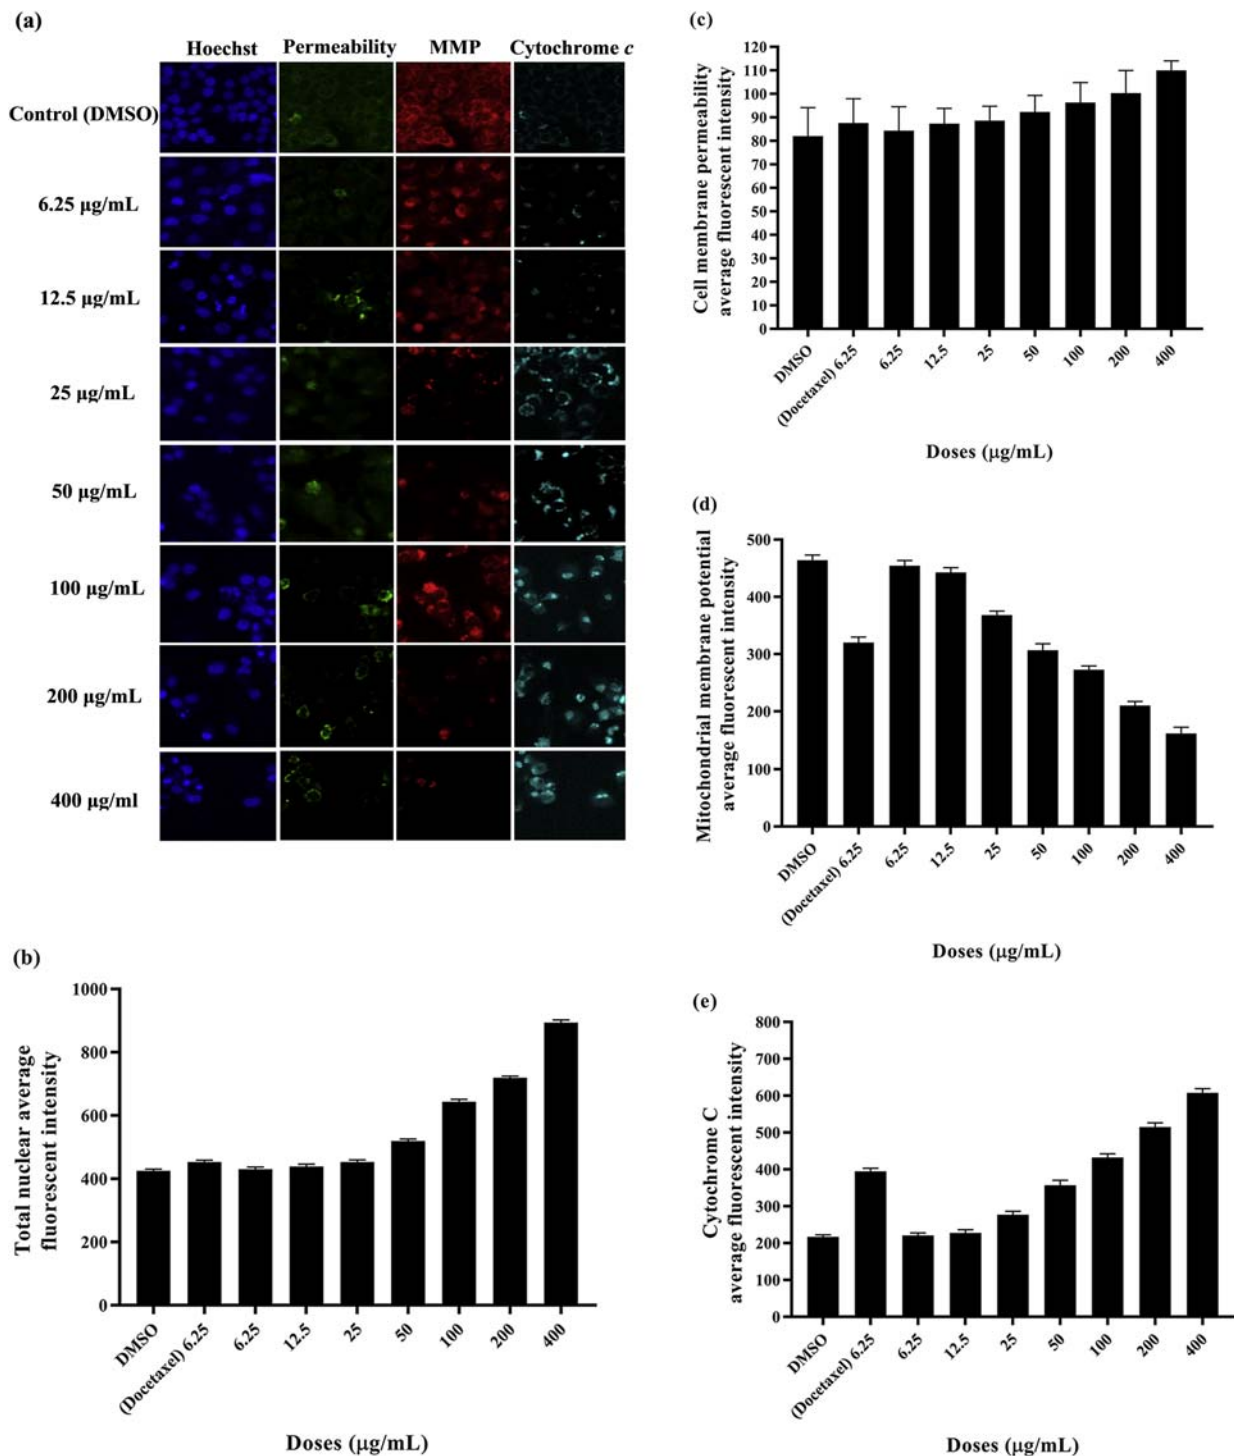 (a)
Hoechst Permeability MMP Cytochrome c
Control (DMSO)
6.25 µg/mL
12.5 µg/mL
25 µg/mL
50 µg/mL
100 µg/mL
200 µg/mL
400 µg/ml
(b)
Total nuclear average
fluorescent intensity
1000
800
600
400
200
0
DMSO
(Docetaxel) 6.25
6.25
12.5
25
50
100
200
400
Doses (µg/mL)
(c)
Cell membrane permeability
average fluorescent intensity
120
110
100
90
80
70
60
50
40
30
20
10
0
DMSO
(Docetaxel) 6.25
6.25
12.5
25
50
100
200
400
Doses (µg/mL)
(d)
Mitochondrial membrane potential
average fluorescent intensity
500
400
300
200
100
0
DMSO
(Docetaxel) 6.25
6.25
12.5
25
50
100
200
400
Doses (µg/mL)
(e)
Cytochrome C
average fluorescent intensity
800
700
600
500
400
300
200
100
0
DMSO
(Docetaxel) 6.25
6.25
12.5
25
50
100
200
400
Doses (µg/mL)